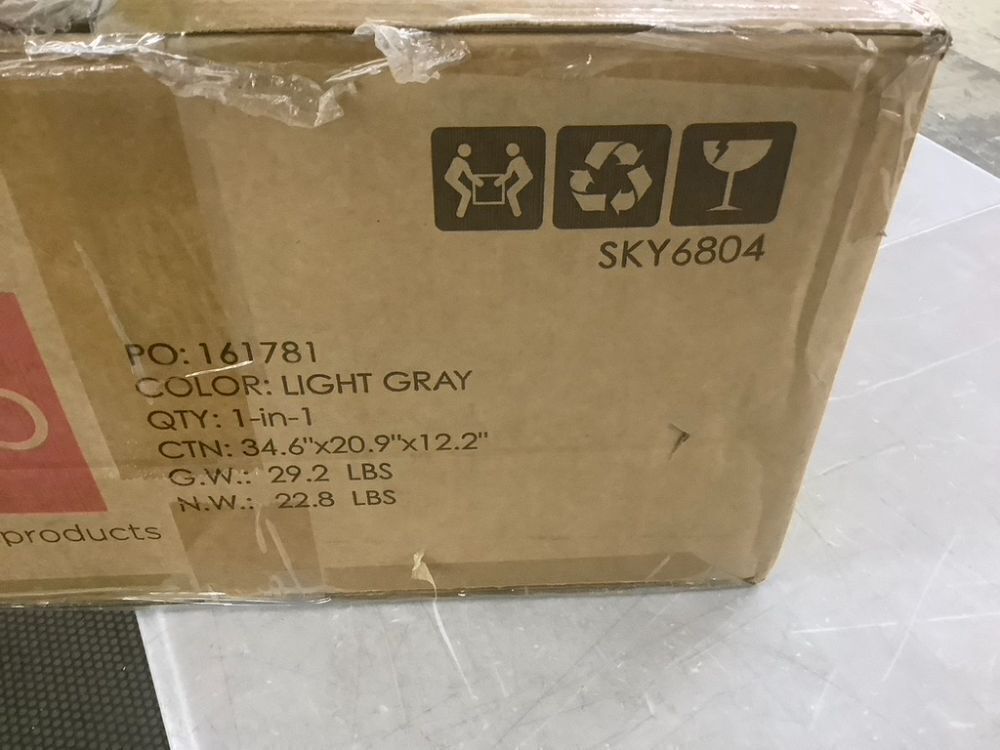 SKY6804
PO: 161781
COLOR: LIGHT GRAY
QTY: 1-in-1
CTN: 34.6"x20.9"x12.2"
G.W.: 29.2 LBS
N.W.: 22.8 LBS
products